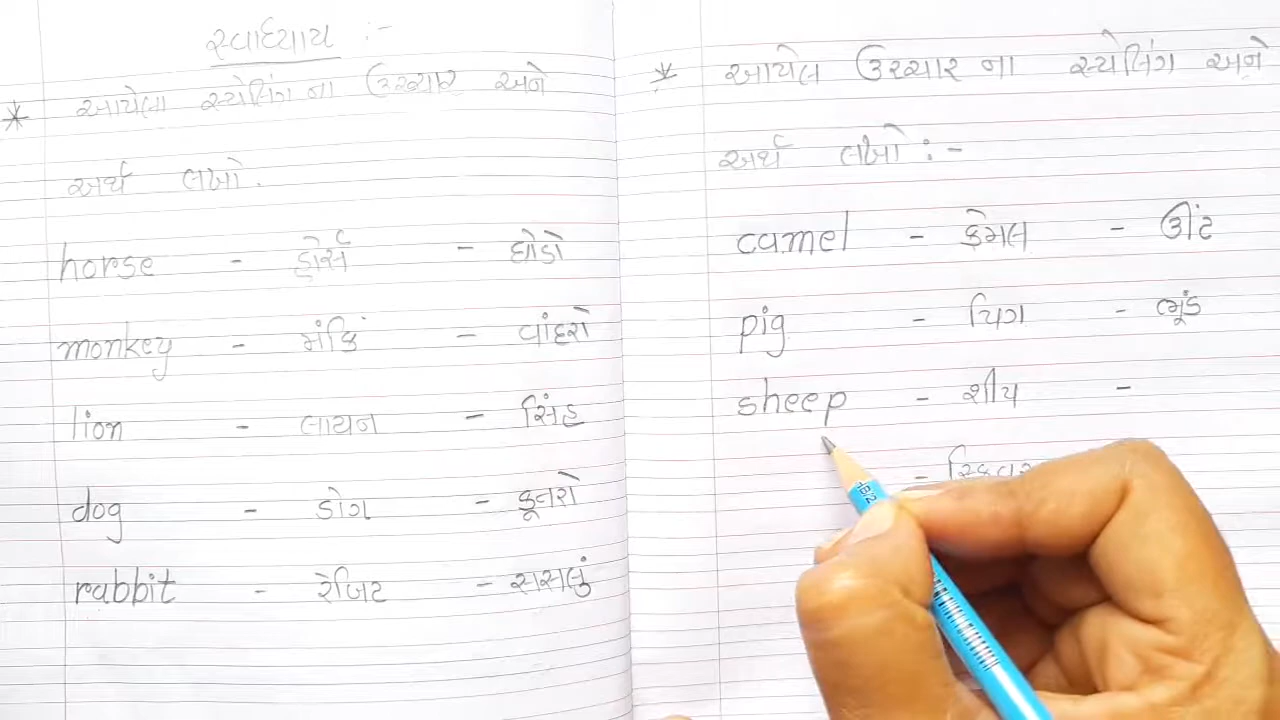 સ્વાધ્યાય :-
* આપેલા સ્પેલિંગ ના ઉચ્ચાર અને
અર્થ લખો.
horse - હોર્સ - ઘોડો
monkey - મંકિ - વાંદરો
lion - લાયન - સિંહ
dog - ડોગ - કૂતરો
rabbit - રેબિટ - સસલું
* આપેલ ઉચ્ચાર ના સ્પેલિંગ અને
અર્થ લખો :-
camel - કેમલ - ઊંટ
pig - પિગ - ભૂંડ
sheep - શીપ -
-